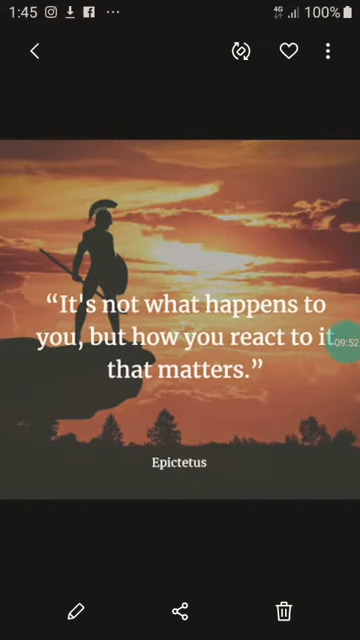 1:45
4G
100%
“It's not what happens to
you, but how you react to it
that matters.”
09:52
Epictetus